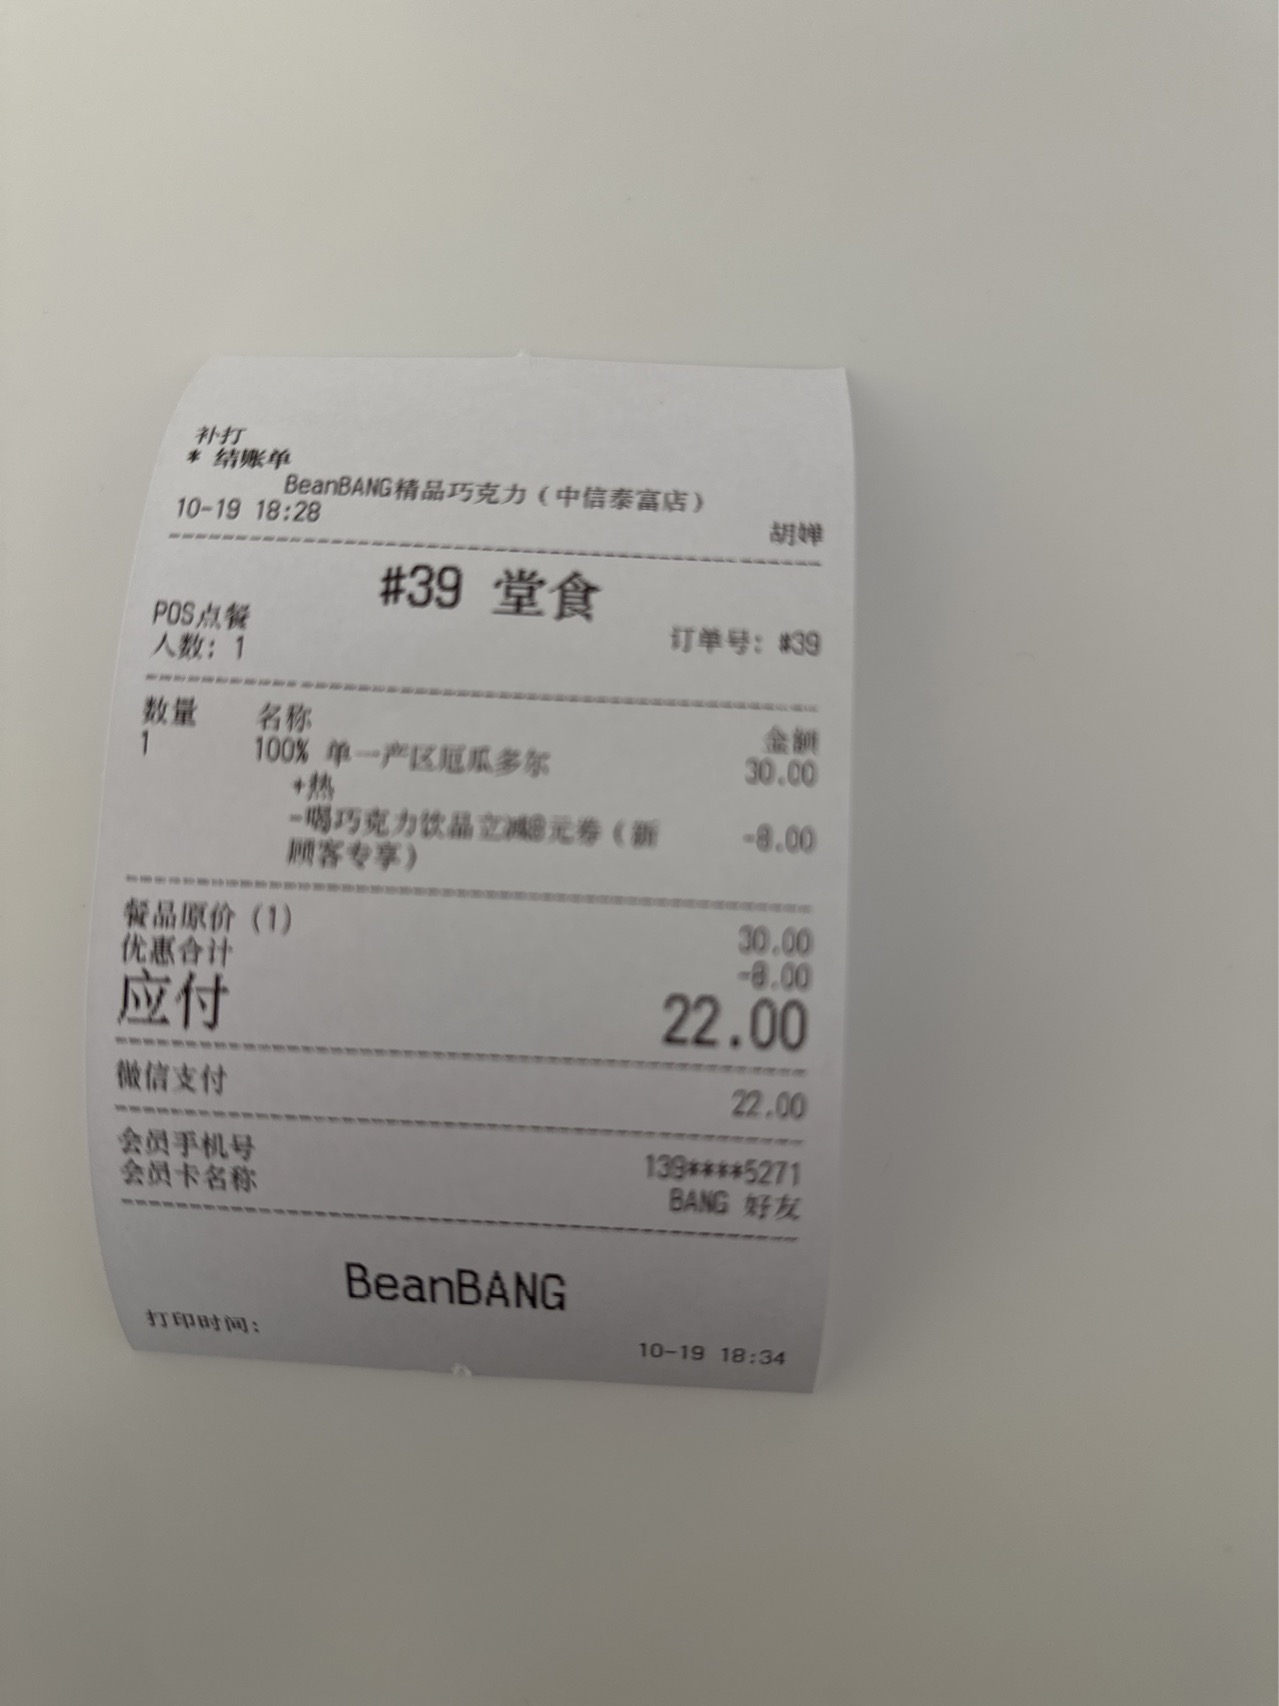 补打
* 结账单
BeanBANG精品巧克力（中信泰富店）
10-19 18:28 胡婵
#39 堂食
POS点餐
人数: 1 订单号: #39
数量 名称 金额
1 100% 单一产区厄瓜多尔 30.00
+热
-喝巧克力饮品立减8元券（新 -8.00
顾客专享）
餐品原价 (1) 30.00
优惠合计 -8.00
应付 22.00
微信支付 22.00
会员手机号 139****5271
会员卡名称 BANG 好友
BeanBANG
打印时间: 10-19 18:34